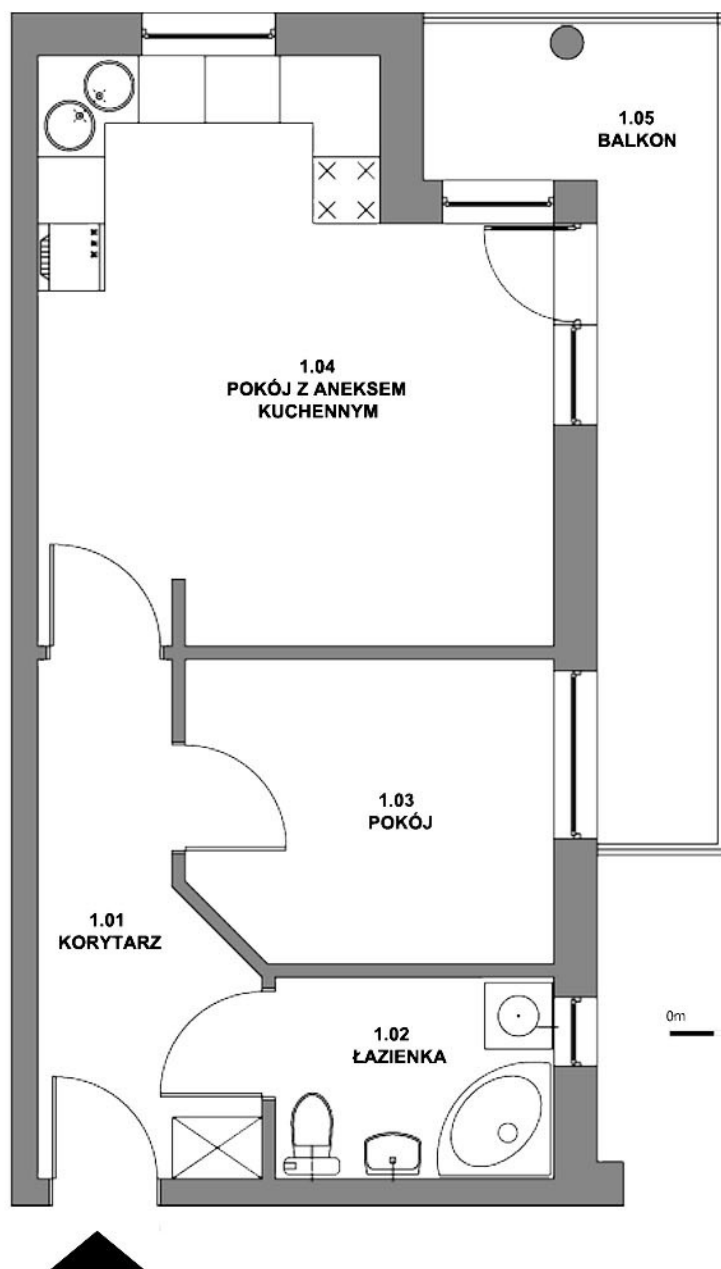 1.05
BALKON
1.04
POKÓJ Z ANEKSEM
KUCHENNYM
1.03
POKÓJ
1.01
KORYTARZ
0m
1.02
ŁAZIENKA